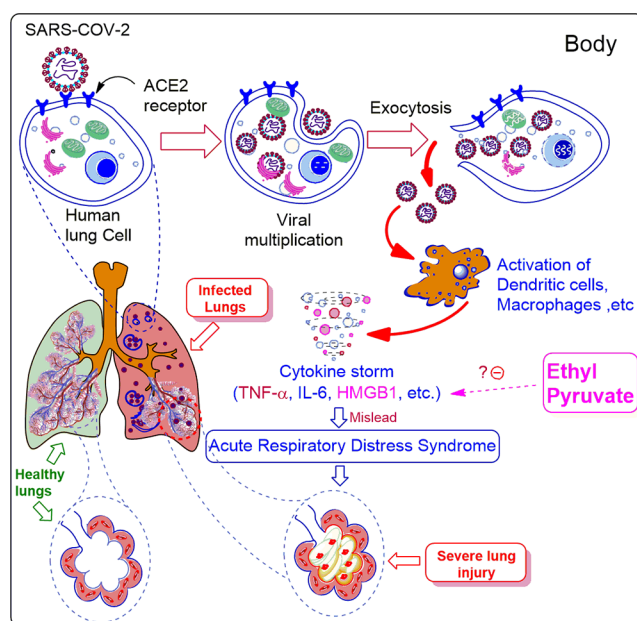 SARS-COV-2
Body
ACE2
receptor
Exocytosis
Human
lung Cell
Viral
multiplication
Activation of
Dendritic cells,
Macrophages ,etc
Infected
Lungs
Cytokine storm
(TNF-α, IL-6, HMGB1, etc.)
?⊖
Ethyl
Pyruvate
Mislead
Acute Respiratory Distress Syndrome
Healthy
lungs
Severe lung
injury